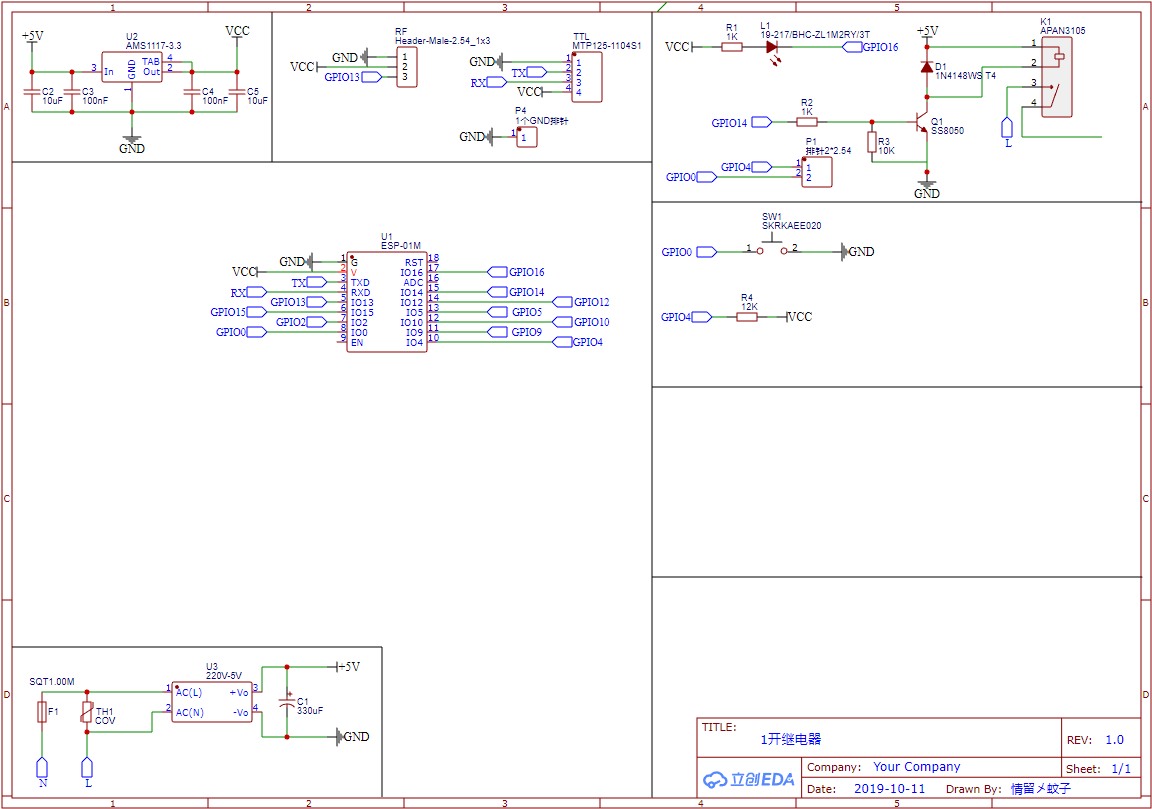 1 2 3 4 5
A
B
C
D
A
B
C
D
+5V
VCC
U2
AMS1117-3.3
3 In GND TAB 4
Out 2
1
C2
10uF
C3
100nF
C4
100nF
C5
10uF
GND
RF
Header-Male-2.54_1x3
GND 1
VCC 2
GPIO13 3
TTL
MTP125-1104S1
GND 1 1
TX 2 2
RX 3 3
VCC 4 4
P4
1个GND排针
GND 1 1
VCC
R1
1K
L1
19-217/BHC-ZL1M2RY/3T
GPIO16
+5V
K1
APAN3105
1
2
3
4
D1
1N4148WS T4
L
GPIO14
R2
1K
Q1
SS8050
R3
10K
GND
P1
排针2*2.54
GPIO4 1 1
GPIO0 2 2
SW1
SKRKAEE020
GPIO0 1 2 GND
R4
12K
GPIO4 VCC
U1
ESP-01M
GND 1 G RST 18
VCC 2 V IO16 17 GPIO16
TX 3 TXD ADC 16
RX 4 RXD IO14 15 GPIO14
GPIO13 5 IO13 IO12 14 GPIO12
GPIO15 6 IO15 IO5 13 GPIO5
GPIO2 7 IO2 IO10 12 GPIO10
GPIO0 8 IO0 IO9 11 GPIO9
9 EN IO4 10 GPIO4
SQT1.00M
F1
TH1
COV
N
L
U3
220V-5V
1 AC(L) +Vo 3
2 AC(N) -Vo 4
C1
330uF
+5V
GND
TITLE:
1开继电器
REV: 1.0
立创EDA
Company: Your Company
Sheet: 1/1
Date: 2019-10-11 Drawn By: 情留メ蚊子
1 2 3 4 5